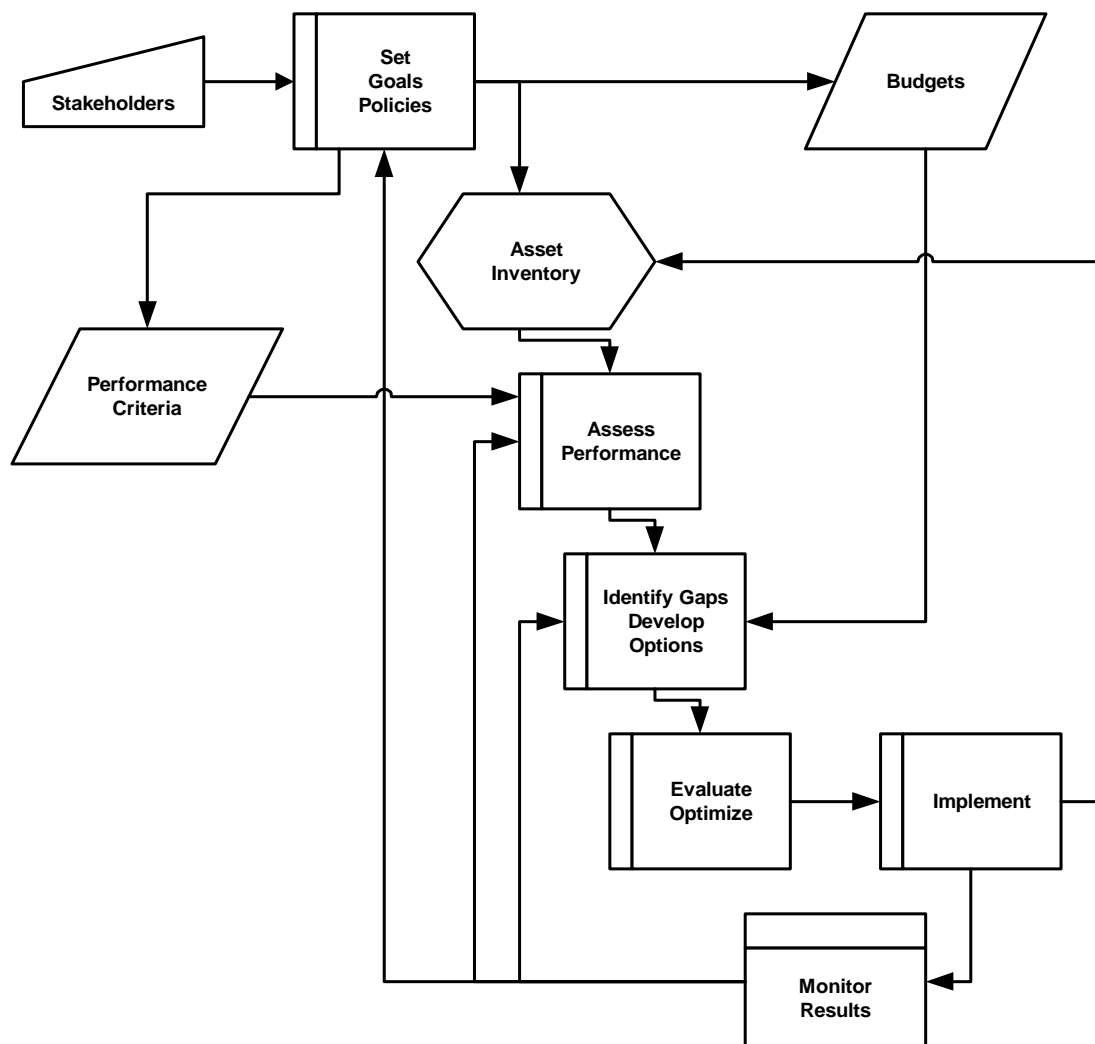 Stakeholders
Set
Goals
Policies
Budgets
Asset
Inventory
Performance
Criteria
Assess
Performance
Identify Gaps
Develop
Options
Evaluate
Optimize
Implement
Monitor
Results